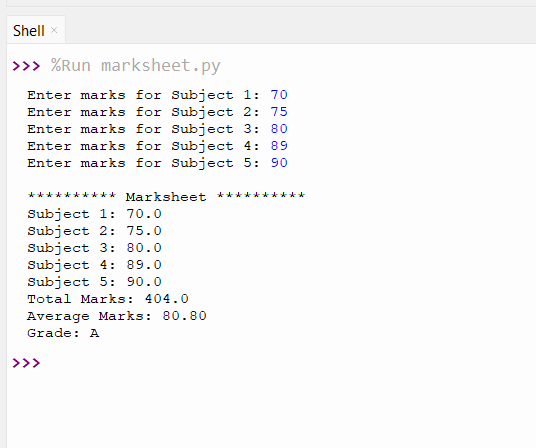 Shell ×
>>> %Run marksheet.py
Enter marks for Subject 1: 70
Enter marks for Subject 2: 75
Enter marks for Subject 3: 80
Enter marks for Subject 4: 89
Enter marks for Subject 5: 90
********** Marksheet **********
Subject 1: 70.0
Subject 2: 75.0
Subject 3: 80.0
Subject 4: 89.0
Subject 5: 90.0
Total Marks: 404.0
Average Marks: 80.80
Grade: A
>>>